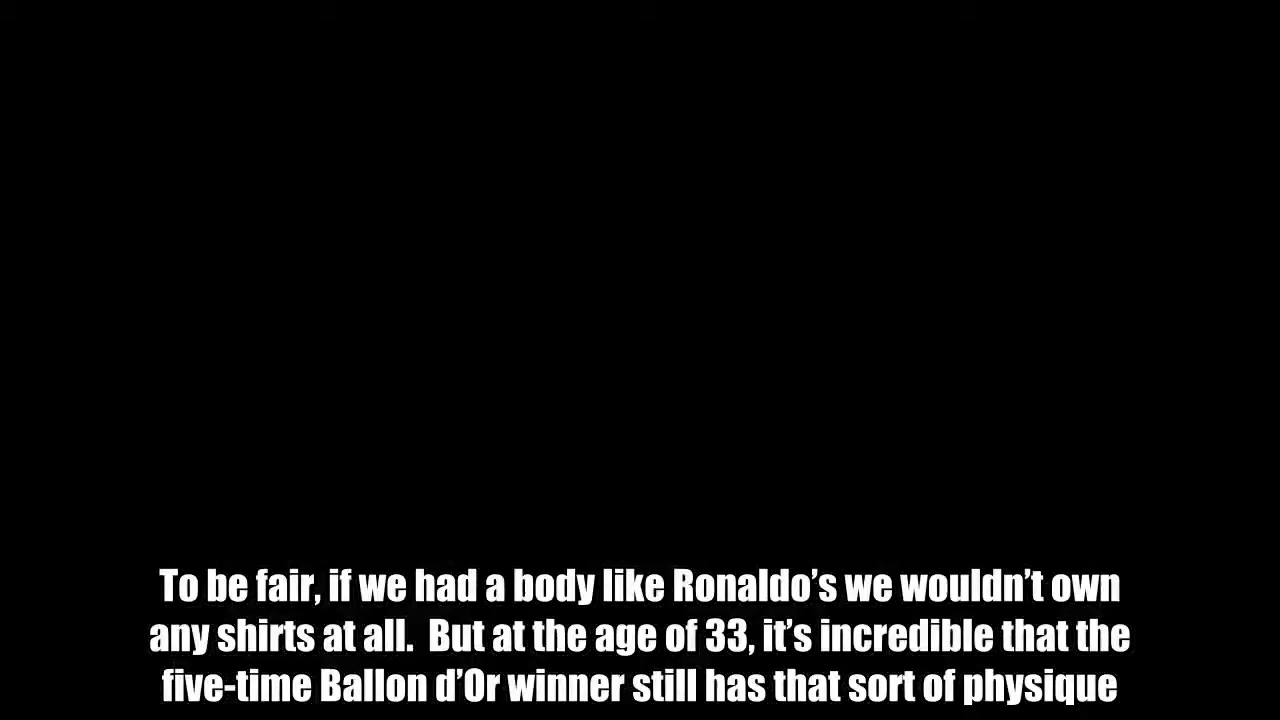 To be fair, if we had a body like Ronaldo’s we wouldn’t own
any shirts at all.  But at the age of 33, it’s incredible that the
five-time Ballon d’Or winner still has that sort of physique